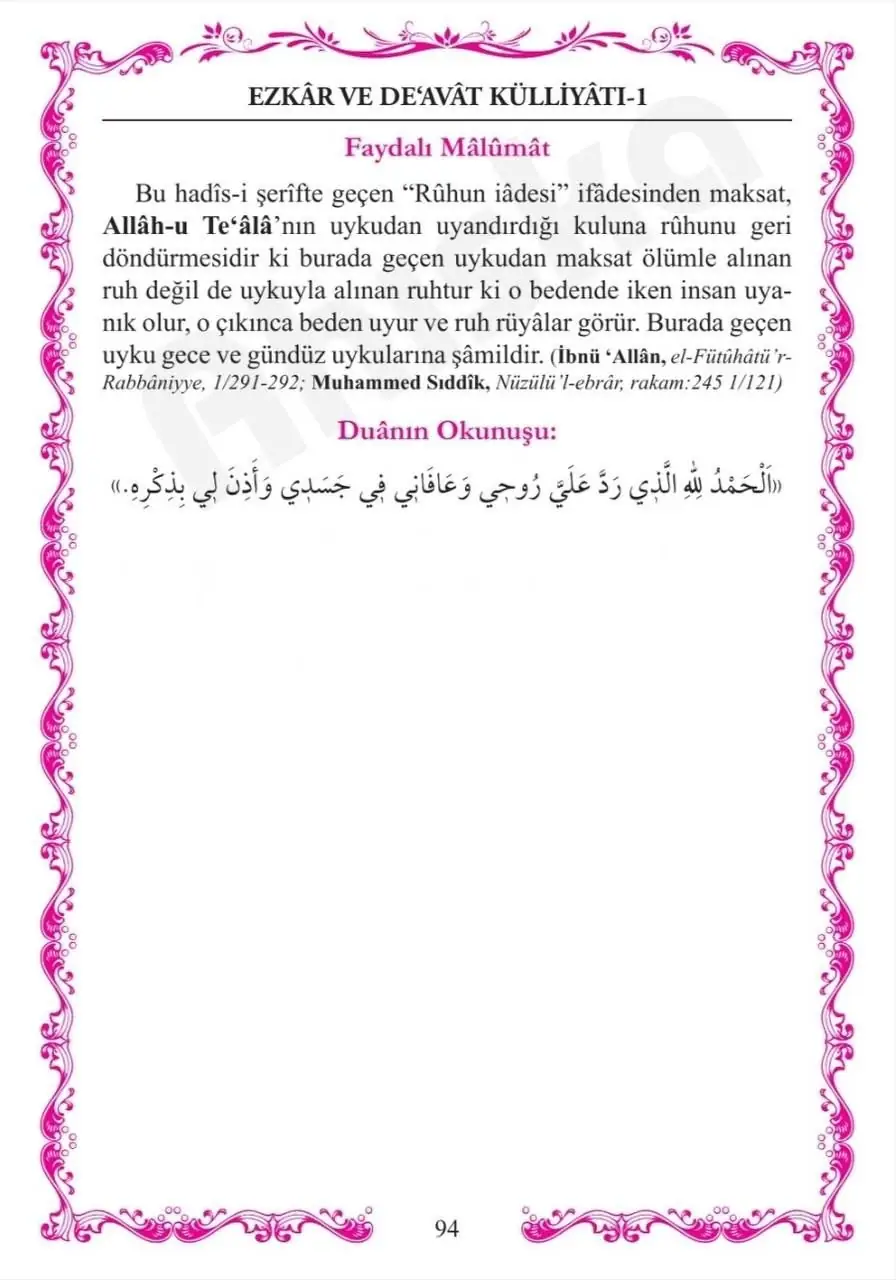 EZKÂR VE DE‘AVÂT KÜLLİYÂTI-1
Faydalı Mâlûmât
Bu hadîs-i şerîfte geçen “Rûhun iâdesi” ifâdesinden maksat,
Allâh-u Te‘âlâ’nın uykudan uyandırdığı kuluna rûhunu geri
döndürmesidir ki burada geçen uykudan maksat ölümle alınan
ruh değil de uykuyla alınan ruhtur ki o bedende iken insan uya-
nık olur, o çıkınca beden uyur ve ruh rüyâlar görür. Burada geçen
uyku gece ve gündüz uykularına şâmildir. (İbnü ‘Allân, el-Fütûhâtü’r-
Rabbâniyye, 1/291-292; Muhammed Sıddîk, Nüzülü’l-ebrâr, rakam:245 1/121)
Duânın Okunuşu:
«اَلْحَمْدُ لِلّٰهِ الَّذِي رَدَّ عَلَيَّ رُوحِي وَعَافَانِي فِي جَسَدِي وَأَذِنَ لِي بِذِكْرِهِ.»
94